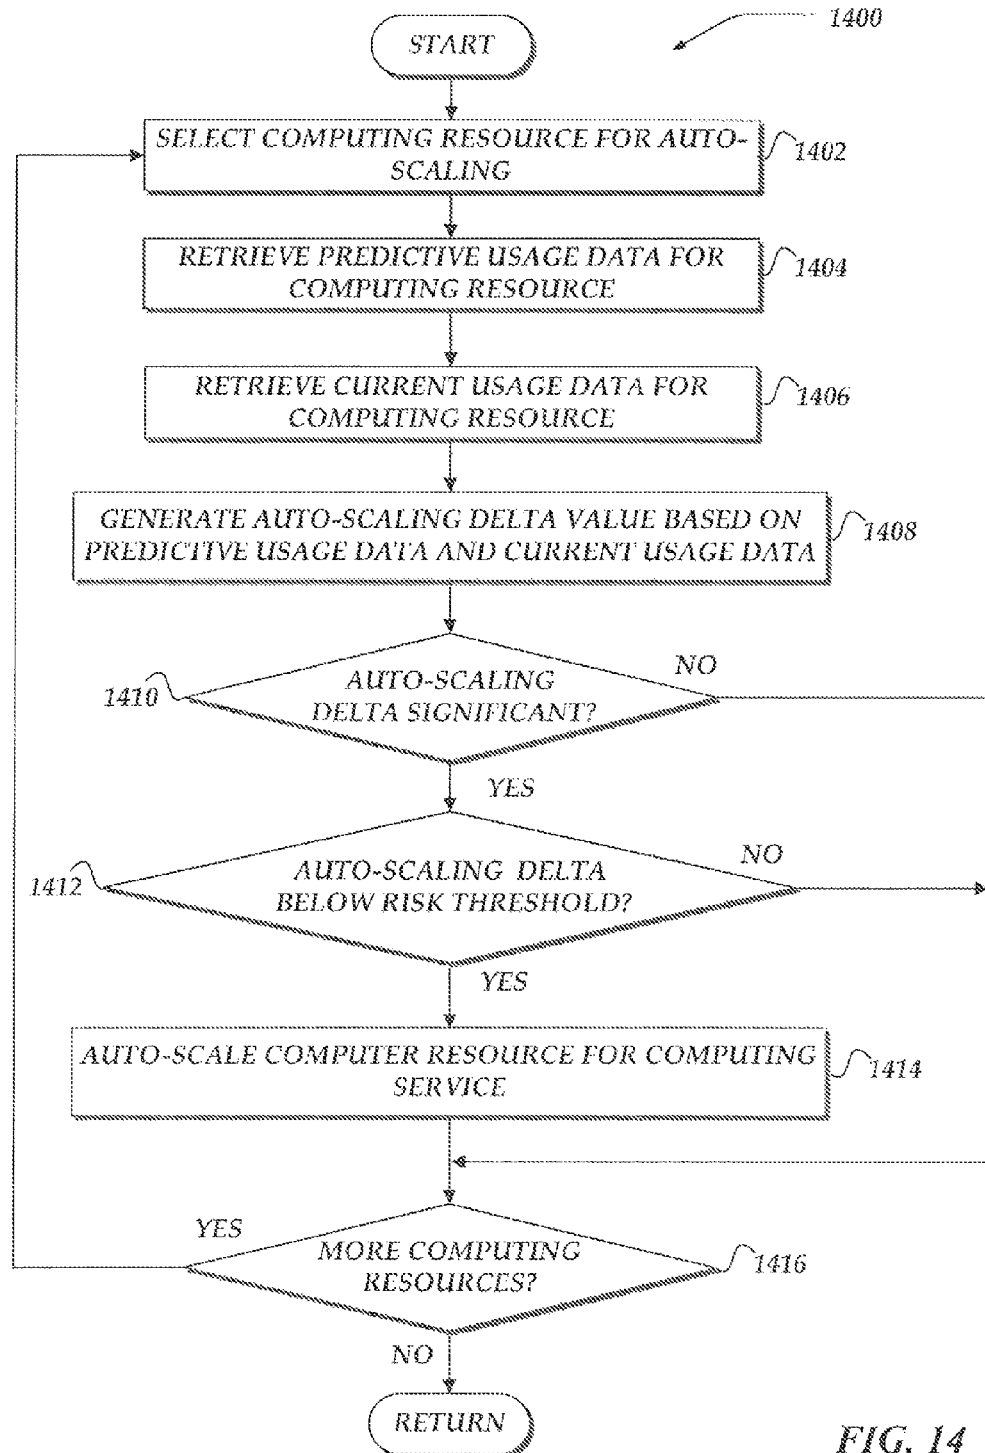 1400
START
SELECT COMPUTING RESOURCE FOR AUTO-
SCALING
1402
RETRIEVE PREDICTIVE USAGE DATA FOR
COMPUTING RESOURCE
1404
RETRIEVE CURRENT USAGE DATA FOR
COMPUTING RESOURCE
1406
GENERATE AUTO-SCALING DELTA VALUE BASED ON
PREDICTIVE USAGE DATA AND CURRENT USAGE DATA
1408
AUTO-SCALING
DELTA SIGNIFICANT?
1410
NO
YES
AUTO-SCALING DELTA
BELOW RISK THRESHOLD?
1412
NO
YES
AUTO-SCALE COMPUTER RESOURCE FOR COMPUTING
SERVICE
1414
YES
MORE COMPUTING
RESOURCES?
1416
NO
RETURN
FIG. 14